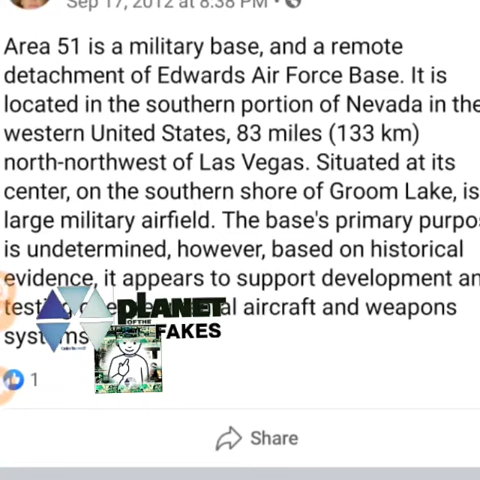 Sep 17, 2012 at 8:38 PM
Area 51 is a military base, and a remote
detachment of Edwards Air Force Base. It is
located in the southern portion of Nevada in the
western United States, 83 miles (133 km)
north-northwest of Las Vegas. Situated at its
center, on the southern shore of Groom Lake, is
large military airfield. The base's primary purpo
is undetermined, however, based on historical
evidence, it appears to support development an
aircraft and weapons
PLANET
OF THE
FAKES
1
Share